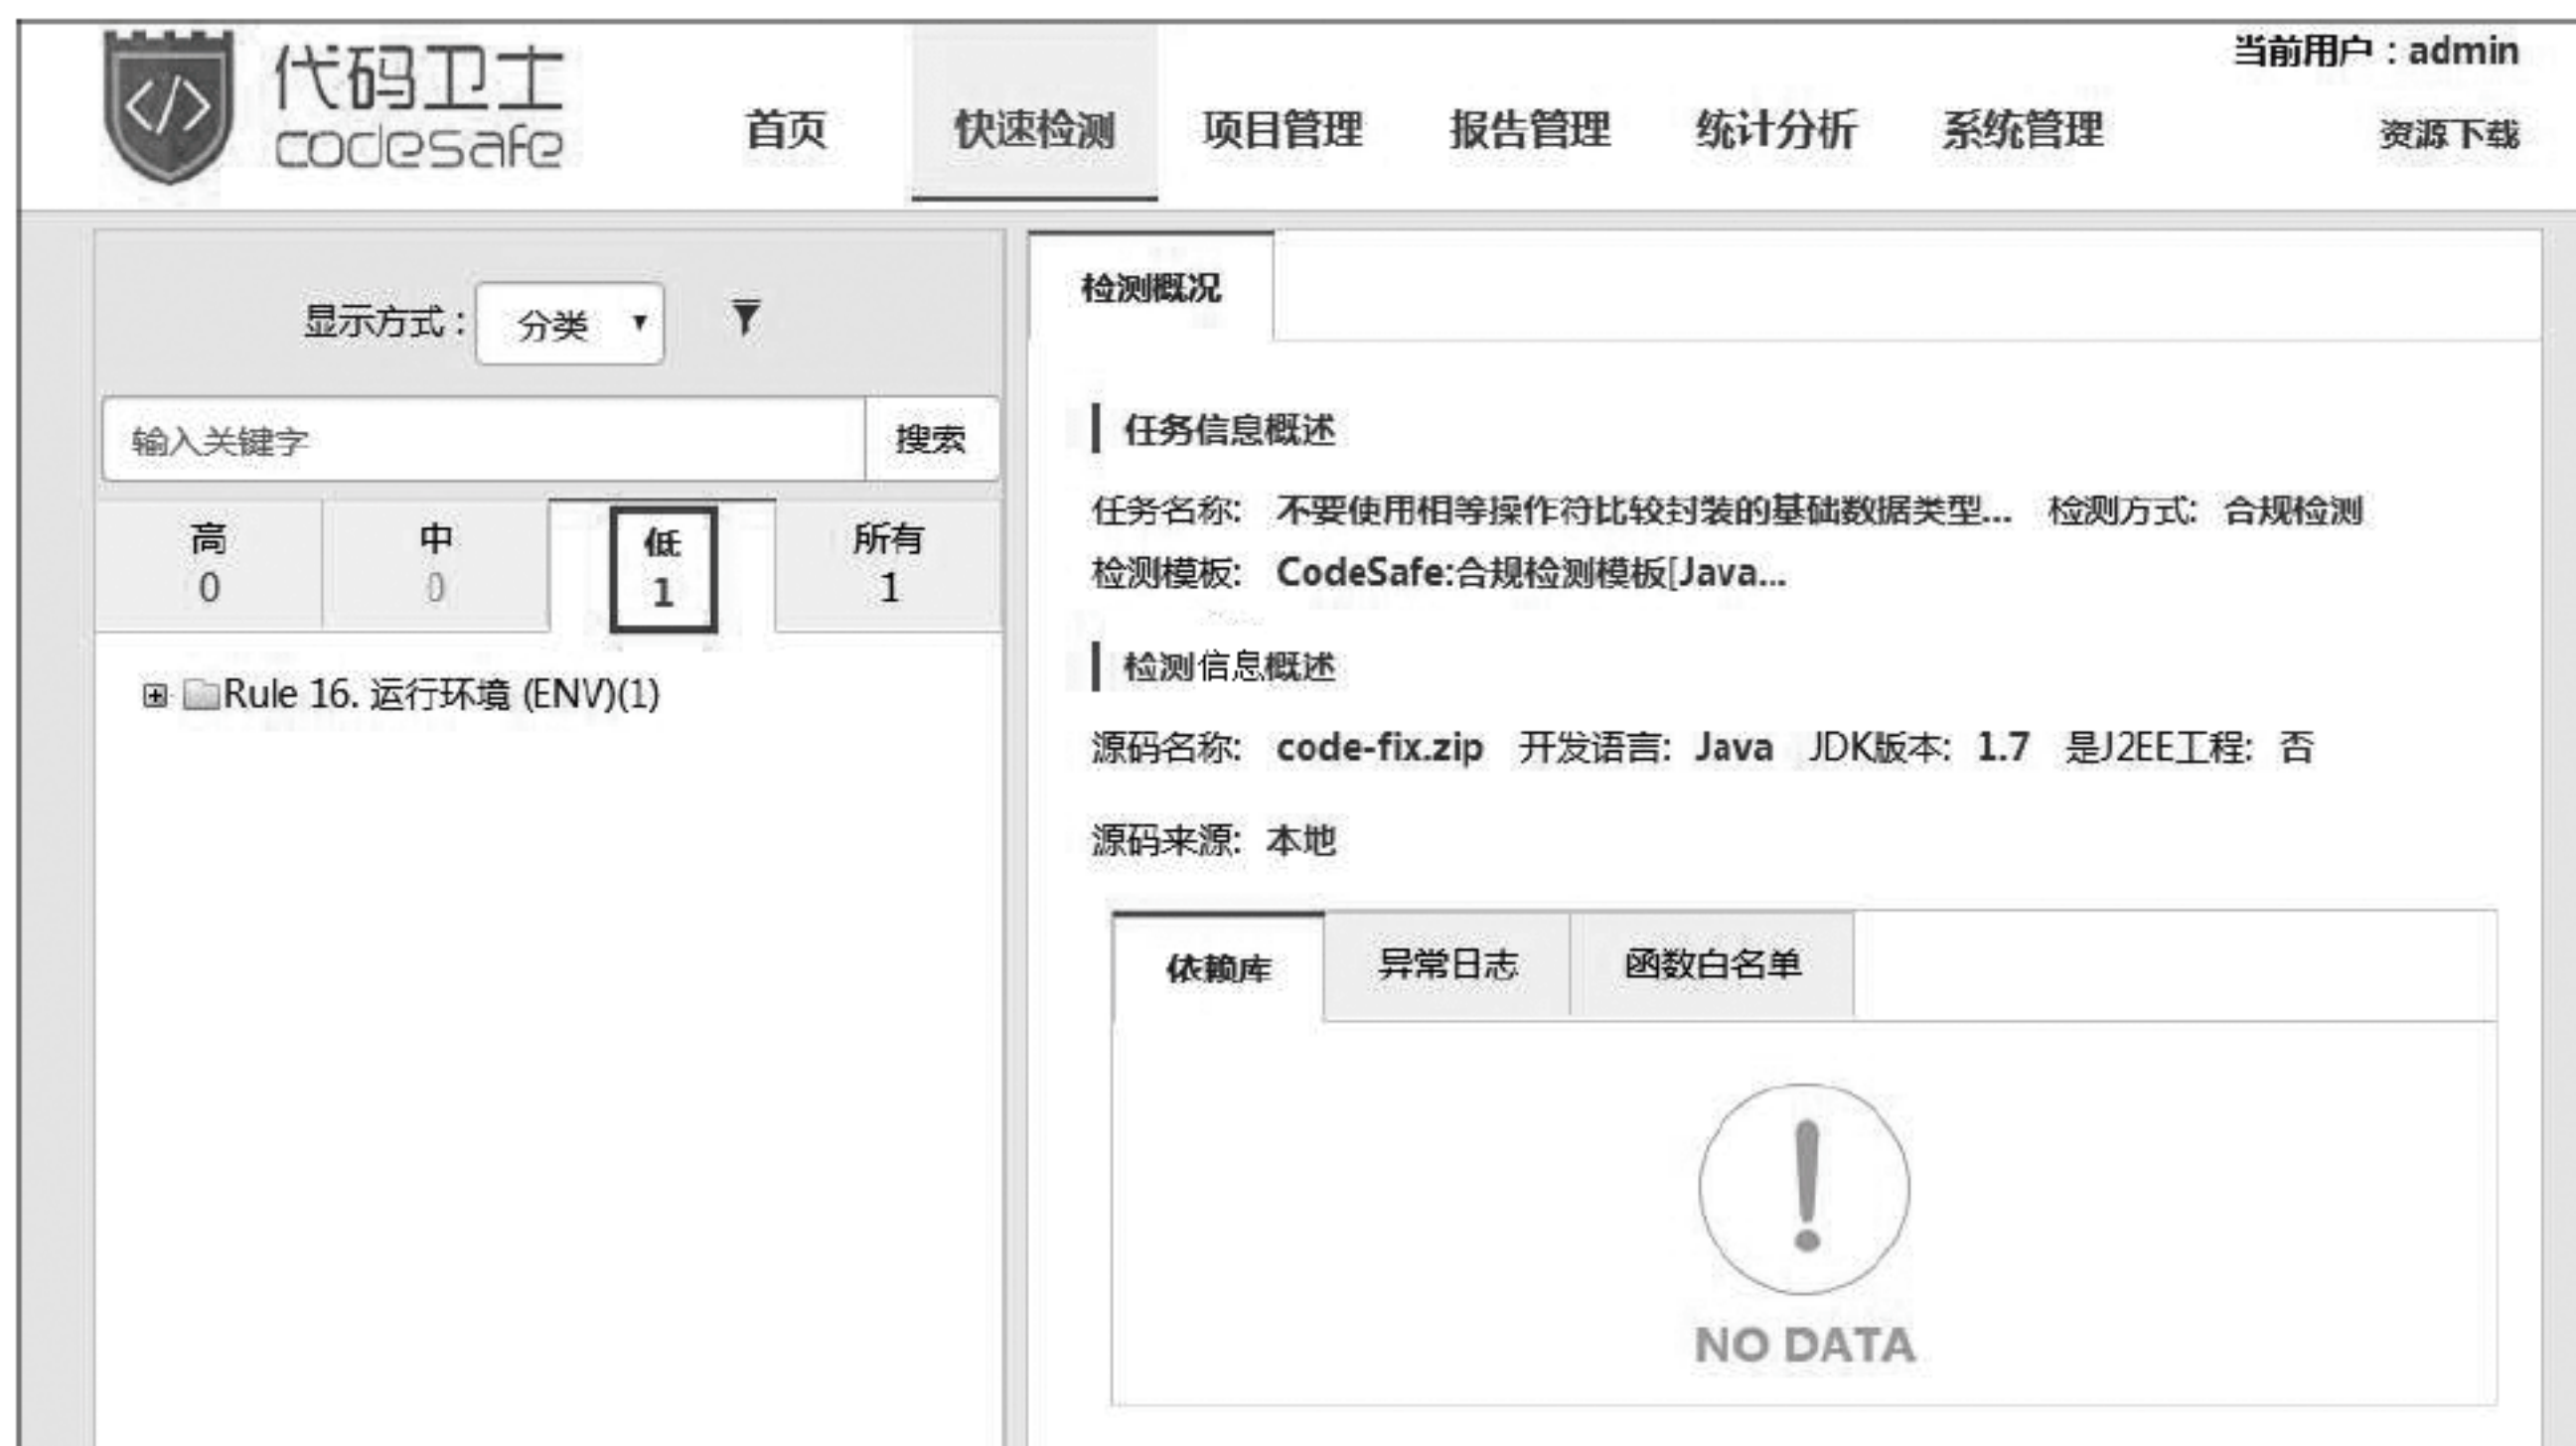 代码卫士
codesafe
当前用户：admin
首页 快速检测 项目管理 报告管理 统计分析 系统管理 资源下载
显示方式： 分类
输入关键字 搜索
高 中 低 所有
0 0 1 1
Rule 16. 运行环境 (ENV)(1)
检测概况
任务信息概述
任务名称: 不要使用相等操作符比较封装的基础数据类型... 检测方式: 合规检测
检测模板: CodeSafe:合规检测模板[Java...
检测信息概述
源码名称: code-fix.zip 开发语言: Java JDK版本: 1.7 是J2EE工程: 否
源码来源: 本地
依赖库 异常日志 函数白名单
NO DATA